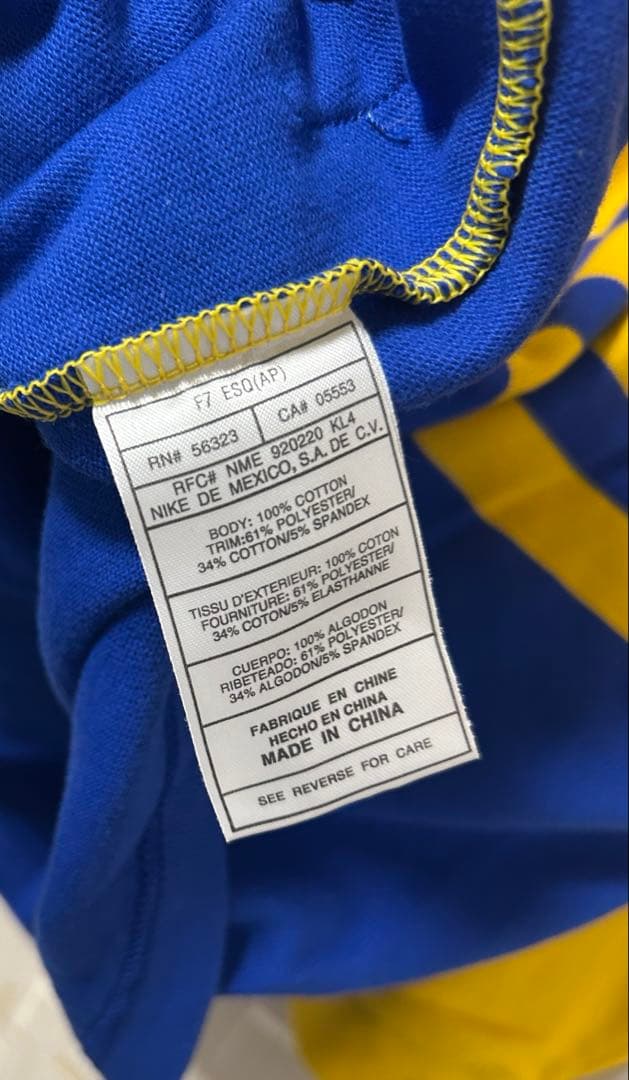 F7 ESQ(AP)
RN# 56323 CA# 05553
RFC# NME 920220 KL4
NIKE DE MEXICO, S.A. DE C.V.
BODY: 100% COTTON
TRIM:61% POLYESTER/
34% COTTON/5% SPANDEX
TISSU D'EXTERIEUR: 100% COTON
FOURNITURE: 61% POLYESTER/
34% COTON/5% ELASTHANNE
CUERPO: 100% ALGODON
RIBETEADO: 61% POLYESTER/
34% ALGODON/5% SPANDEX
FABRIQUE EN CHINE
HECHO EN CHINA
MADE IN CHINA
SEE REVERSE FOR CARE